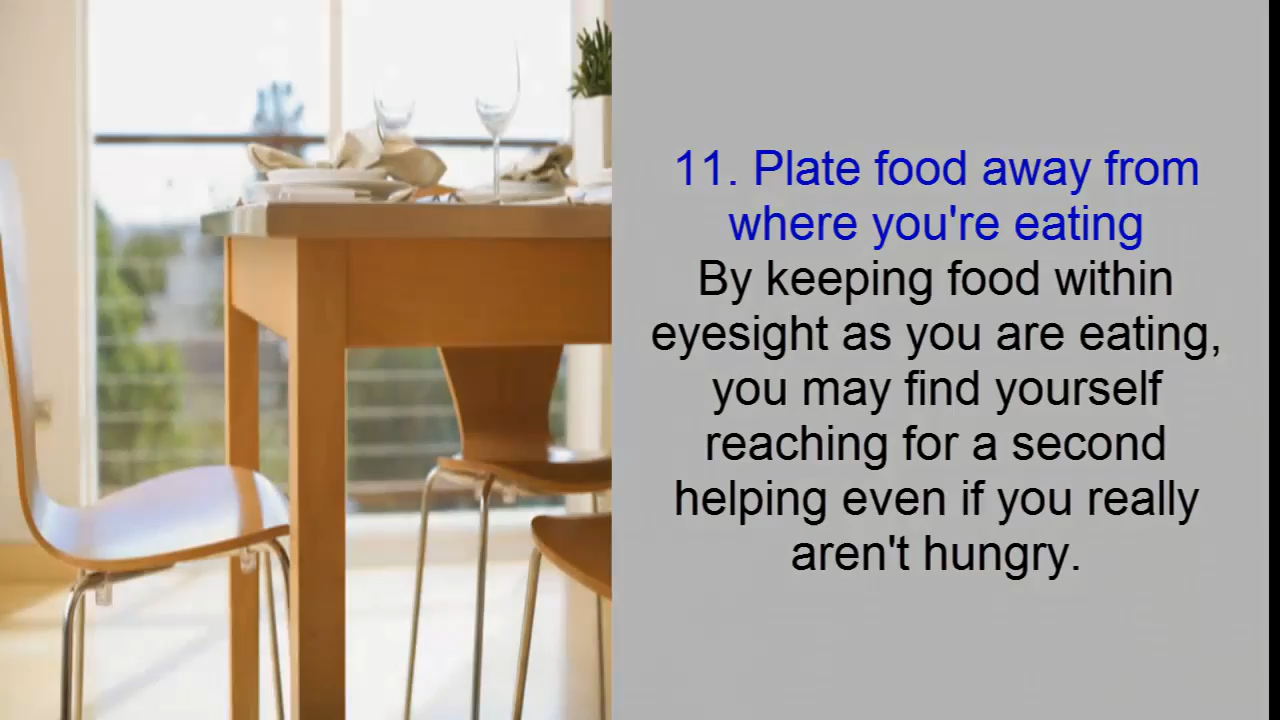 11. Plate food away from
where you're eating
By keeping food within
eyesight as you are eating,
you may find yourself
reaching for a second
helping even if you really
aren't hungry.